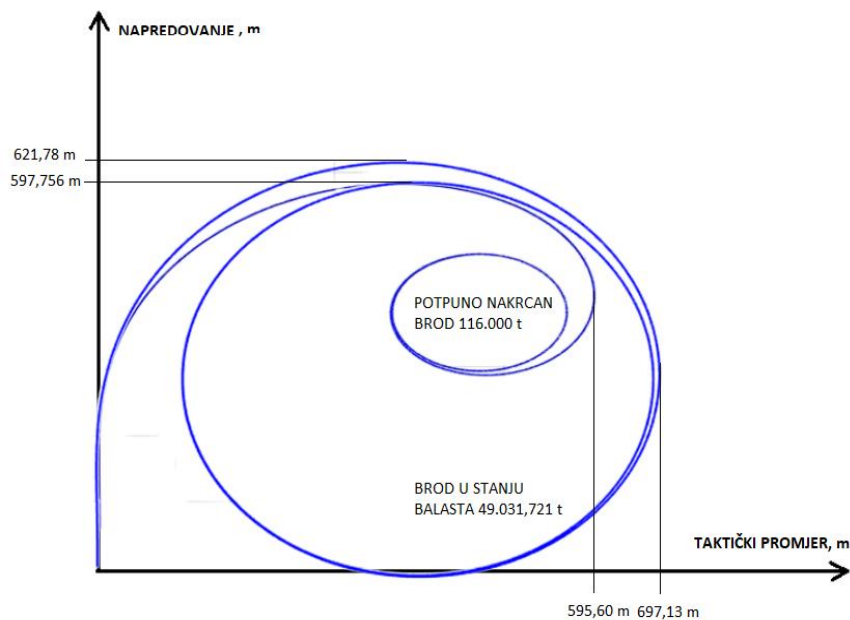 NAPREDOVANJE , m
621,78 m
597,756 m
POTPUNO NAKRCAN
BROD 116.000 t
BROD U STANJU
BALASTA 49.031,721 t
TAKTIČKI PROMJER, m
595,60 m 697,13 m